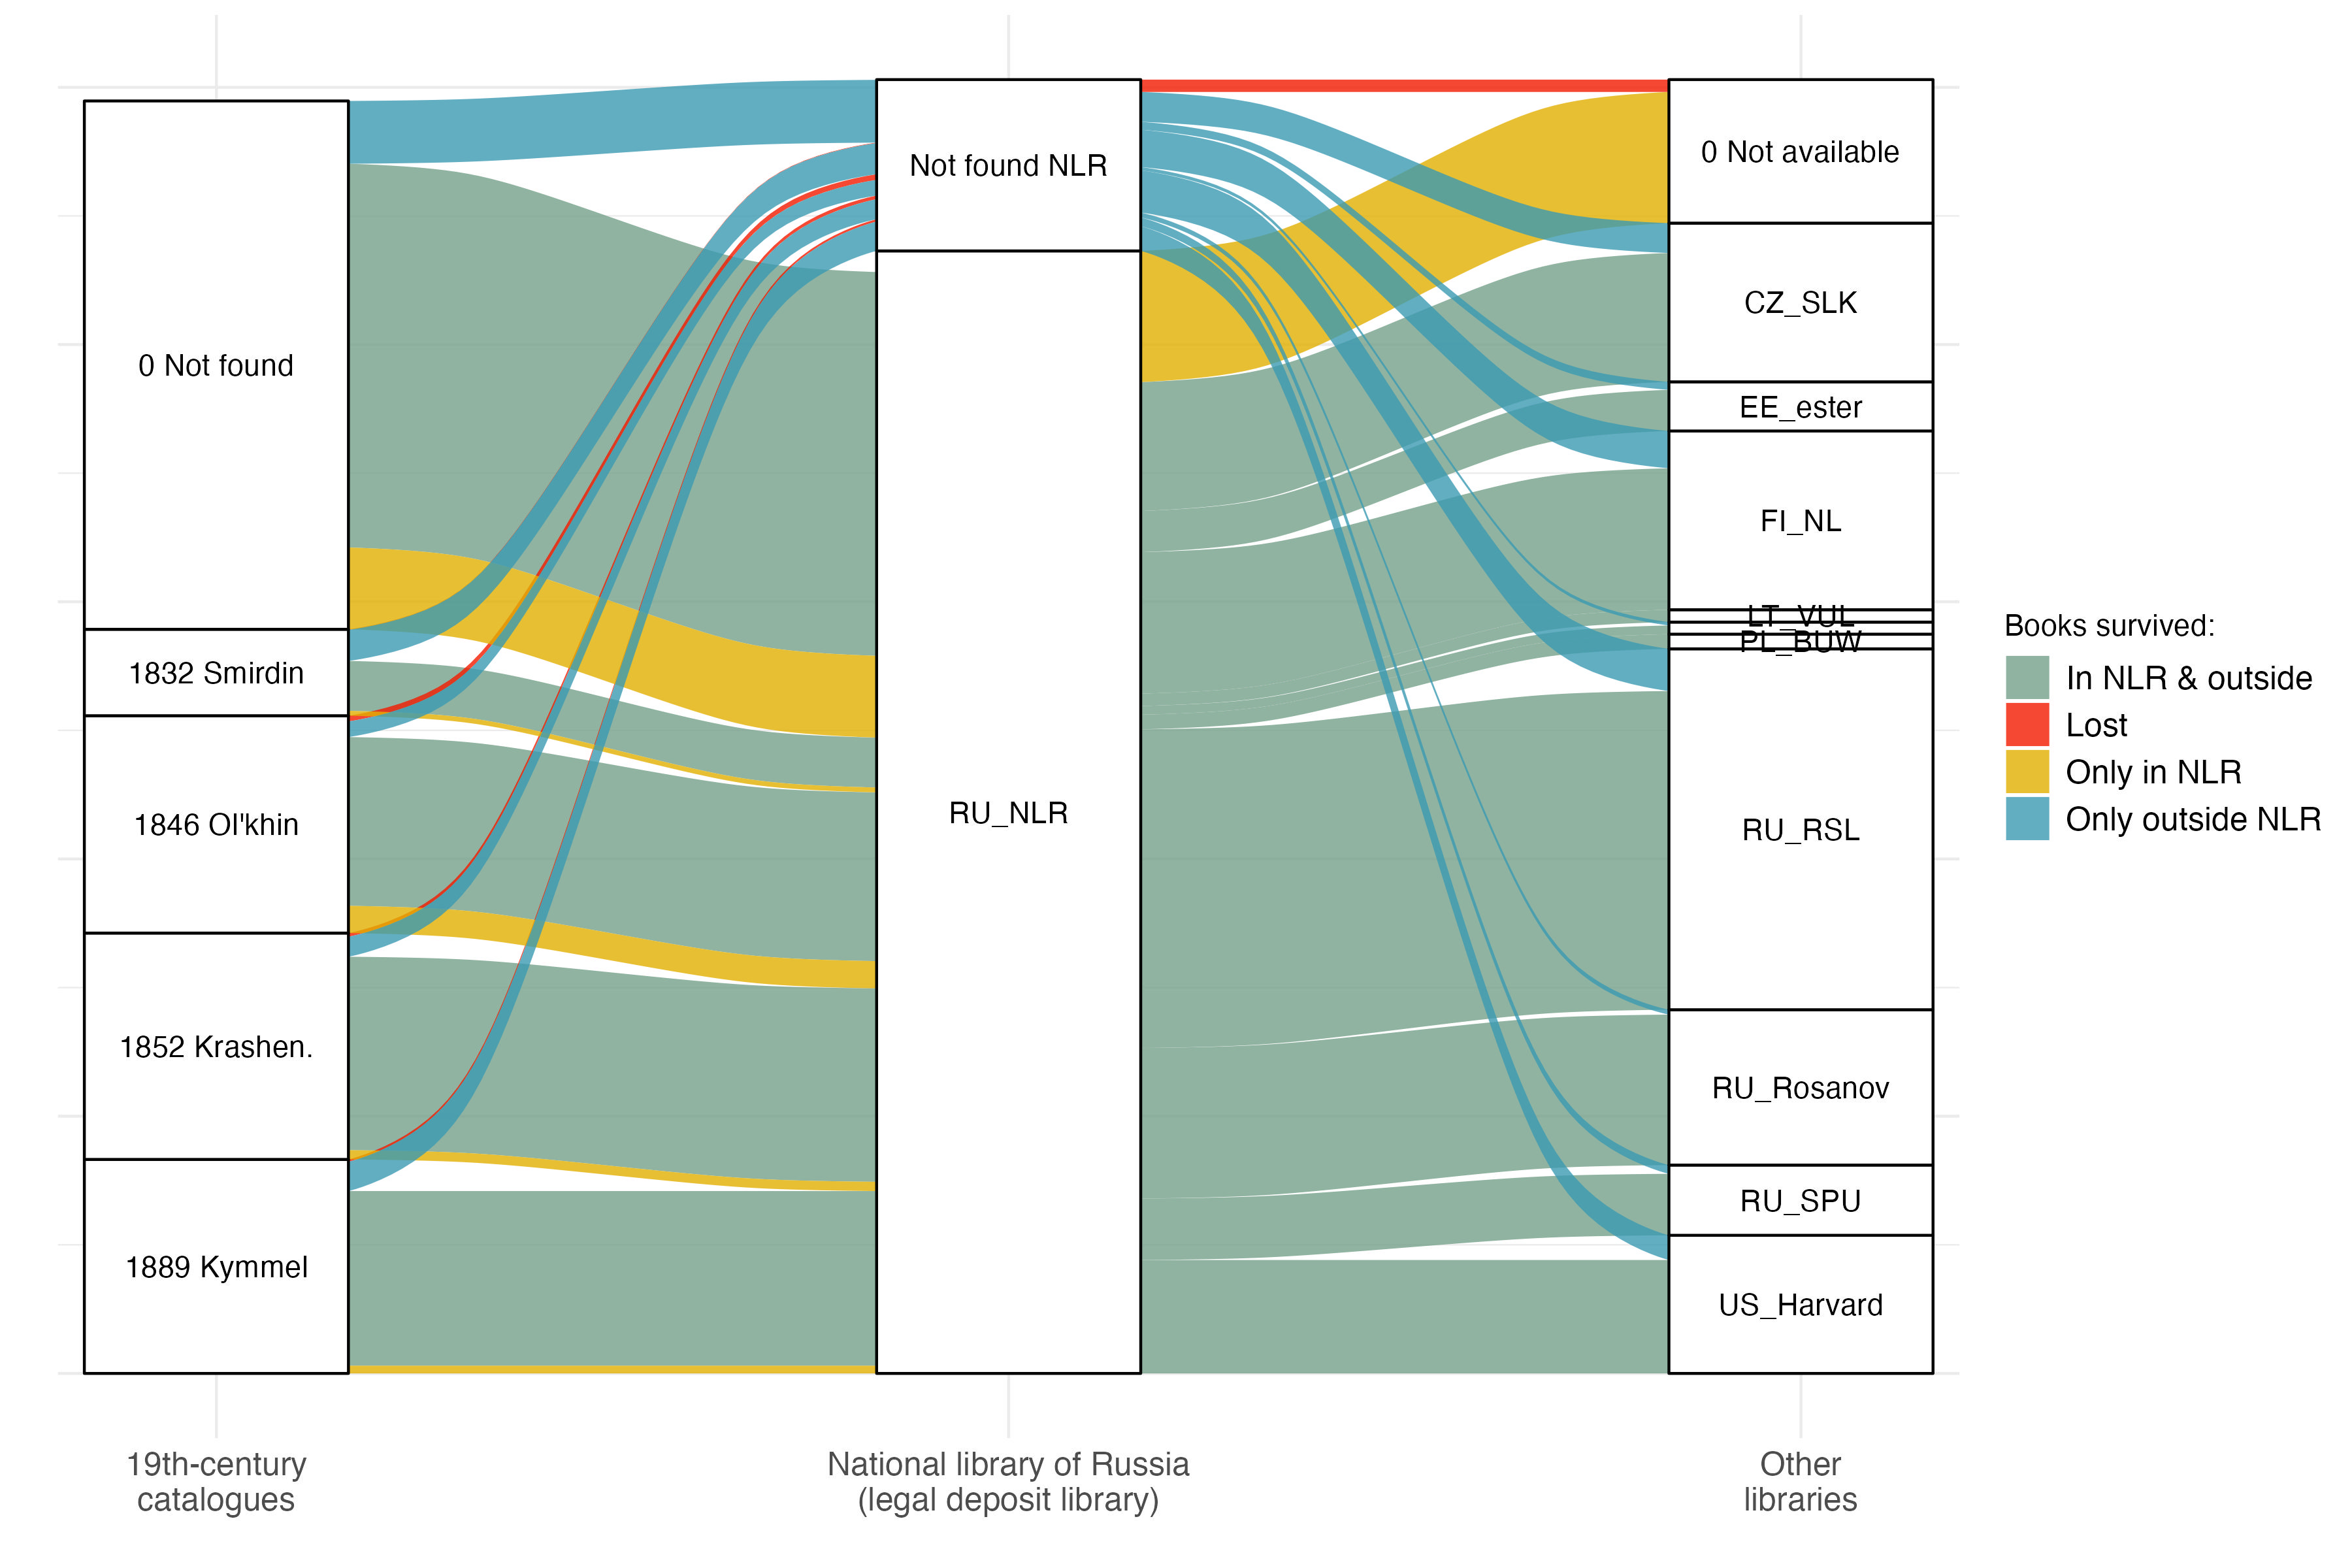 0 Not found
1832 Smirdin
1846 Ol'khin
1852 Krashen.
1889 Kymmel
Not found NLR
RU_NLR
0 Not available
CZ_SLK
EE_ester
FI_NL
LT_VUL
PL_BUW
RU_RSL
RU_Rosanov
RU_SPU
US_Harvard
Books survived:
In NLR & outside
Lost
Only in NLR
Only outside NLR
19th-century
catalogues
National library of Russia
(legal deposit library)
Other
libraries